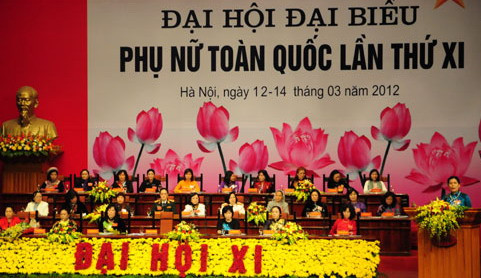 ĐẠI HỘI ĐẠI BIỂU
PHỤ NỮ TOÀN QUỐC LẦN THỨ XI
Hà Nội, ngày 12-14 tháng 03 năm 2012
ĐẠI HỘI XI